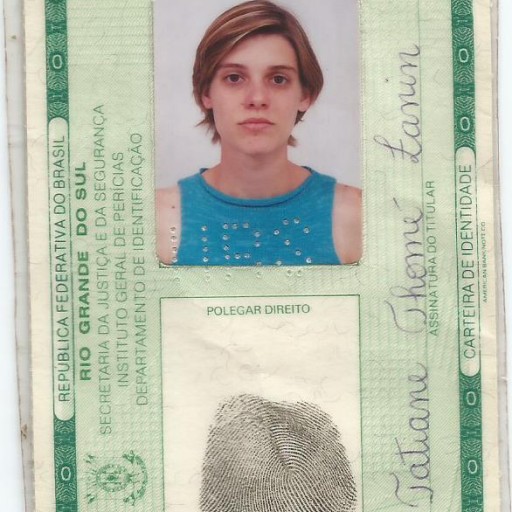 REPÚBLICA FEDERATIVA DO BRASIL
RIO GRANDE DO SUL
SECRETARIA DA JUSTIÇA E DA SEGURANÇA
INSTITUTO GERAL DE PERÍCIAS
DEPARTAMENTO DE IDENTIFICAÇÃO
POLEGAR DIREITO
Tatiane Thomé Zanin
ASSINATURA DO TITULAR
CARTEIRA DE IDENTIDADE
AMERICAN BANK NOTE CO